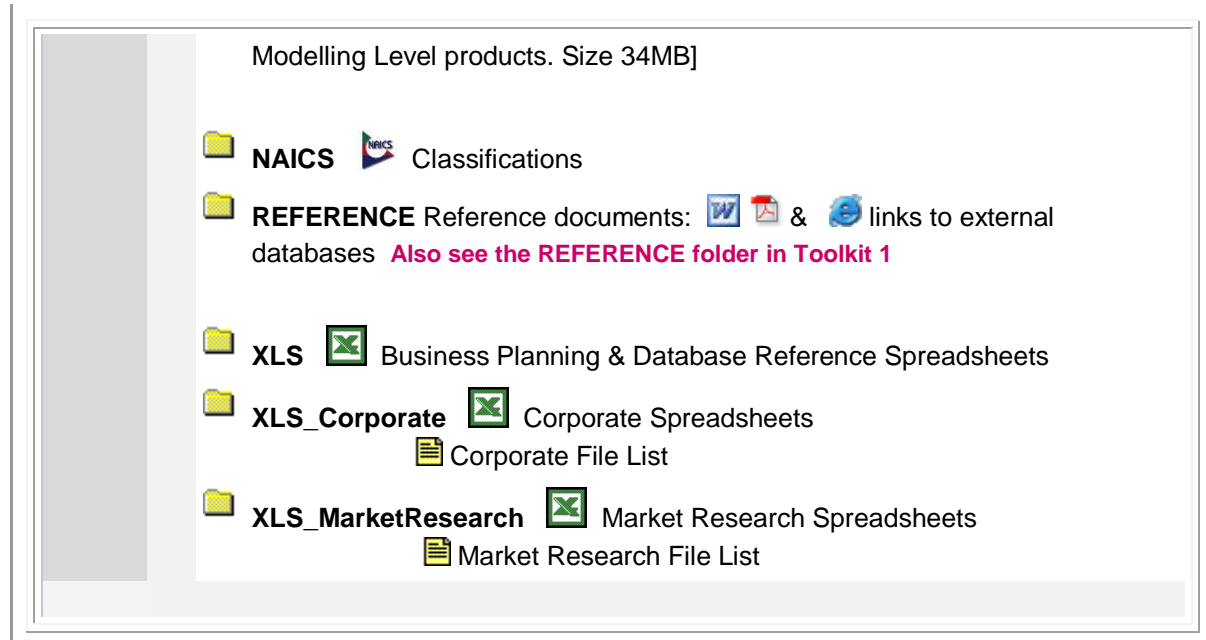 Modelling Level products. Size 34MB]
NAICS NAICS Classifications
REFERENCE Reference documents: & links to external
databases Also see the REFERENCE folder in Toolkit 1
XLS Business Planning & Database Reference Spreadsheets
XLS_Corporate Corporate Spreadsheets
Corporate File List
XLS_MarketResearch Market Research Spreadsheets
Market Research File List